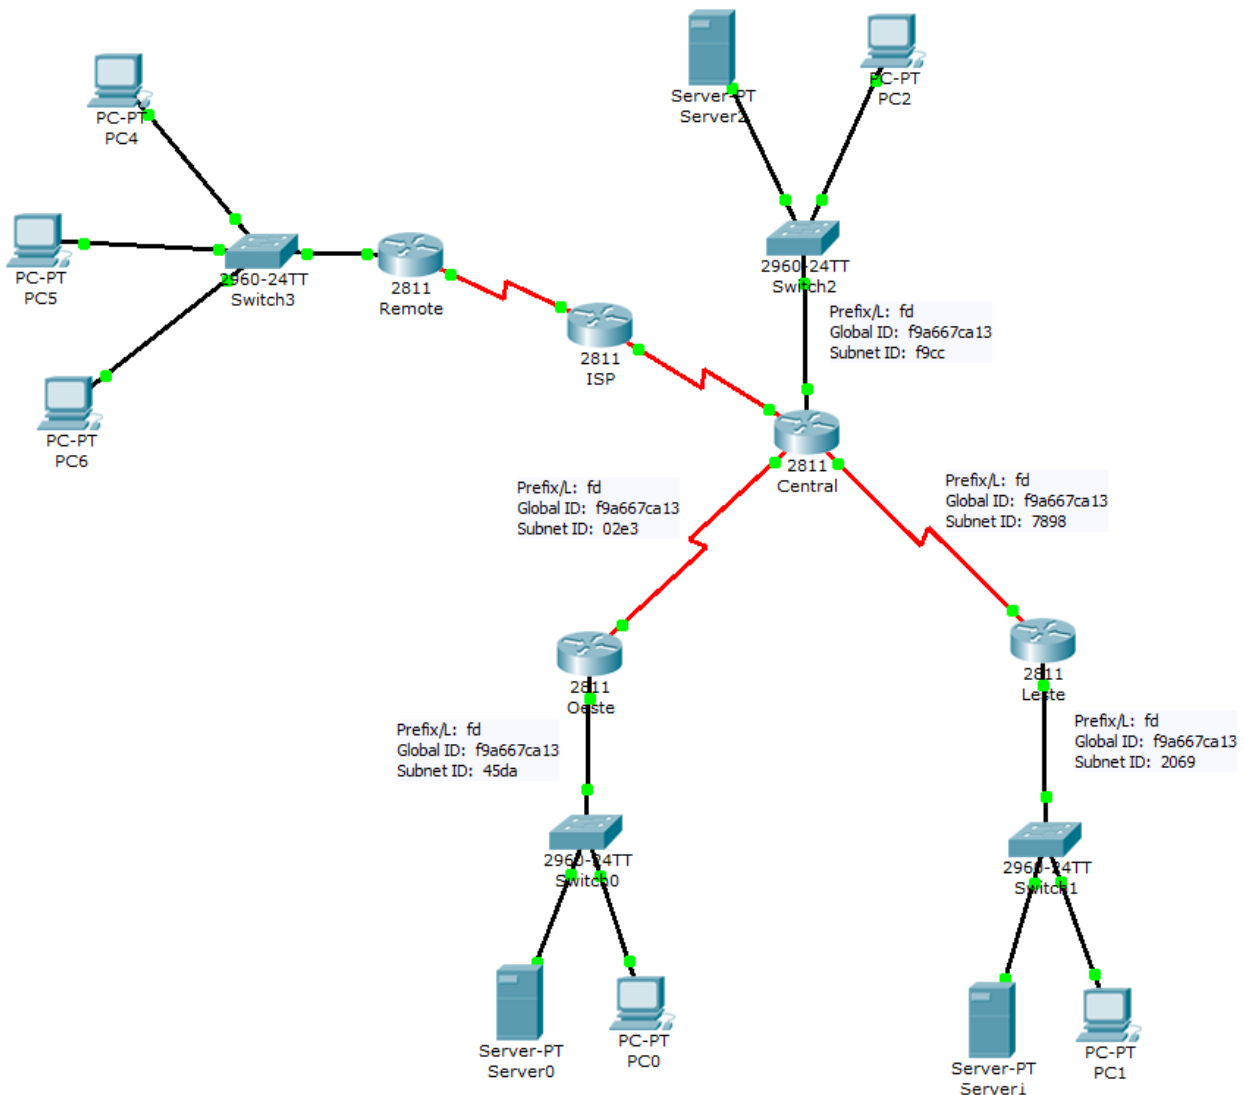 Server-PT
Server2
PC-PT
PC2
PC-PT
PC4
PC-PT
PC5
PC-PT
PC6
2960-24TT
Switch3
2811
Remote
2811
ISP
2960-24TT
Switch2
Prefix/L: fd
Global ID: f9a667ca13
Subnet ID: f9cc
2811
Central
Prefix/L: fd
Global ID: f9a667ca13
Subnet ID: 02e3
Prefix/L: fd
Global ID: f9a667ca13
Subnet ID: 7898
2811
Oeste
2811
Leste
Prefix/L: fd
Global ID: f9a667ca13
Subnet ID: 45da
Prefix/L: fd
Global ID: f9a667ca13
Subnet ID: 2069
2960-24TT
Switch0
2960-24TT
Switch1
Server-PT
Server0
PC-PT
PC0
Server-PT
Server1
PC-PT
PC1